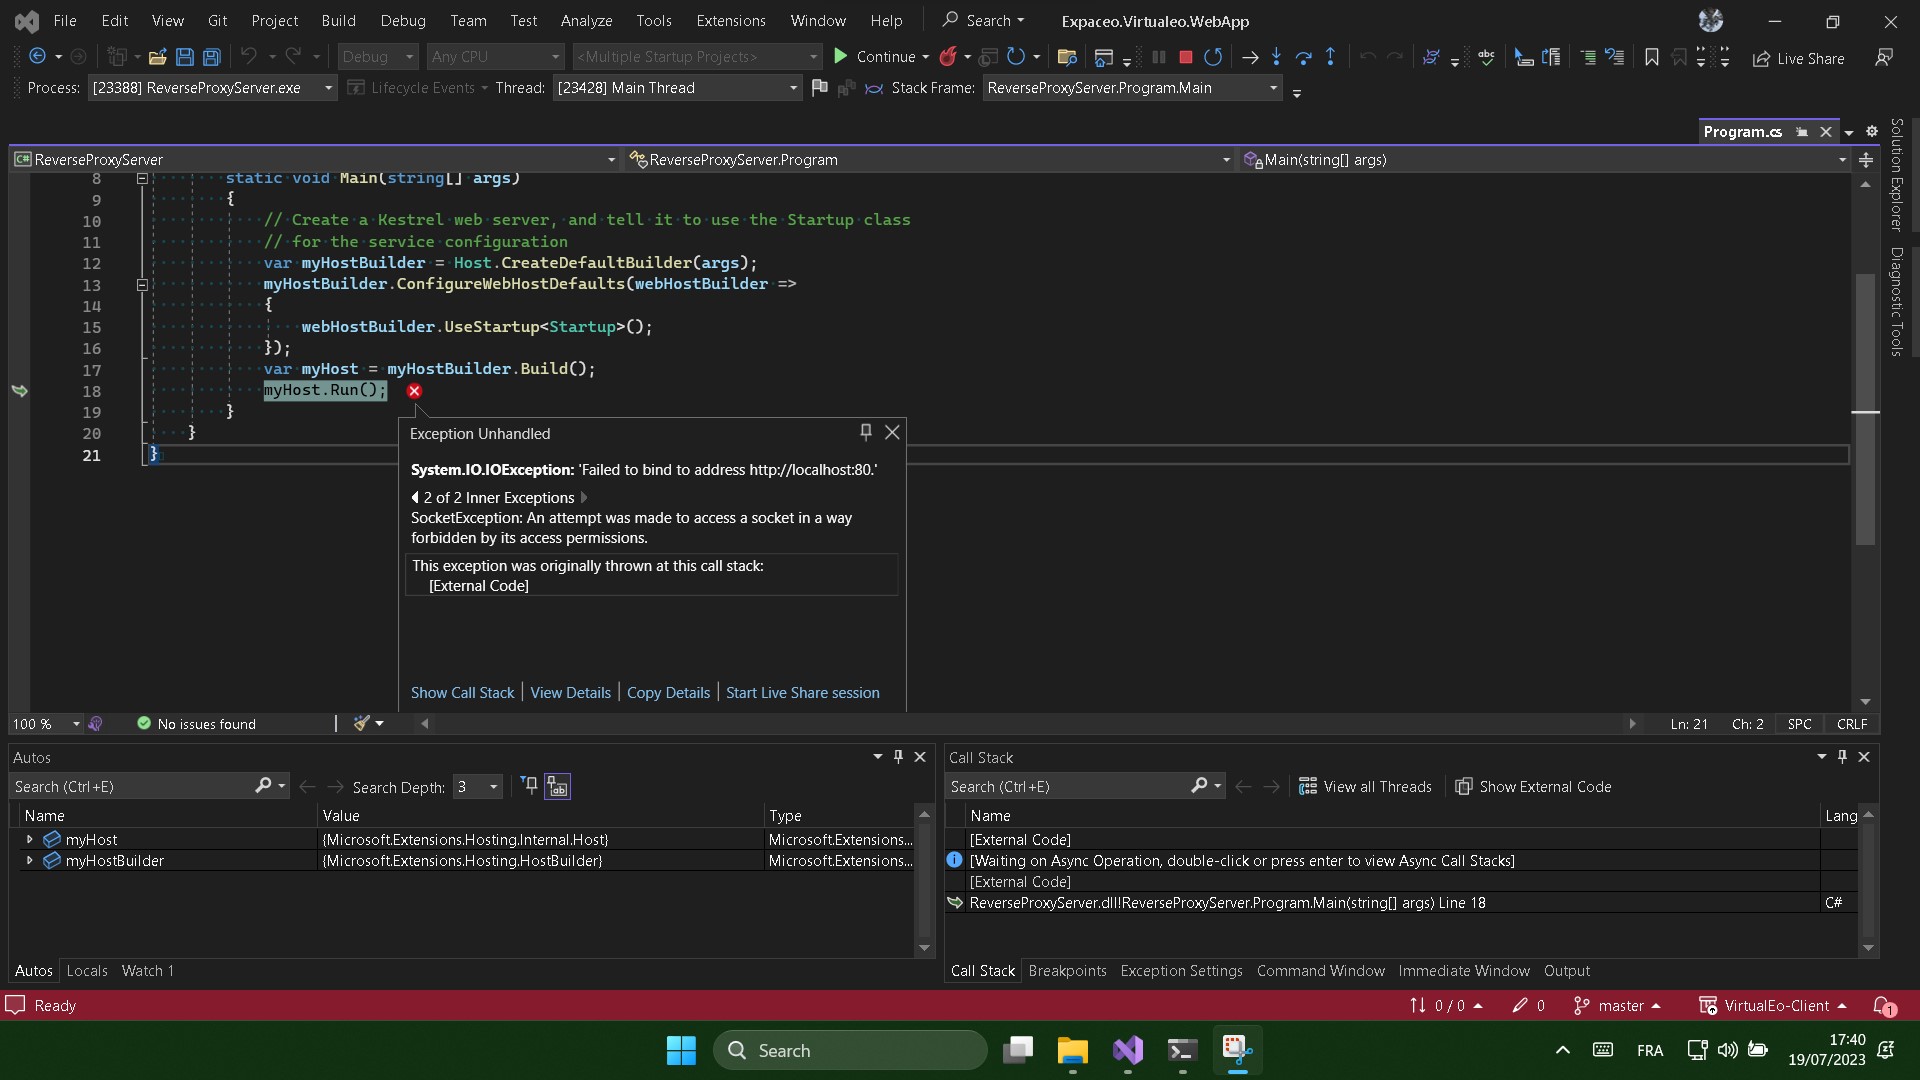 File Edit View Git Project Build Debug Team Test Analyze Tools Extensions Window Help Search Expaceo.Virtualeo.WebApp
Debug Any CPU <Multiple Startup Projects> Continue abc Live Share
Process: [23388] ReverseProxyServer.exe Lifecycle Events Thread: [23428] Main Thread Stack Frame: ReverseProxyServer.Program.Main
Program.cs
Solution Explorer
Diagnostic Tools
C# ReverseProxyServer ReverseProxyServer.Program Main(string[] args)
8 static void Main(string[] args)
9 {
10 // Create a Kestrel web server, and tell it to use the Startup class
11 // for the service configuration
12 var myHostBuilder = Host.CreateDefaultBuilder(args);
13 myHostBuilder.ConfigureWebHostDefaults(webHostBuilder =>
14 {
15 webHostBuilder.UseStartup<Startup>();
16 });
17 var myHost = myHostBuilder.Build();
18 myHost.Run();
19 }
20 }
21 }
Exception Unhandled
System.IO.IOException: 'Failed to bind to address http://localhost:80.'
2 of 2 Inner Exceptions
SocketException: An attempt was made to access a socket in a way
forbidden by its access permissions.
This exception was originally thrown at this call stack:
[External Code]
Show Call Stack | View Details | Copy Details | Start Live Share session
100 % No issues found Ln: 21 Ch: 2 SPC CRLF
Autos
Search (Ctrl+E) Search Depth: 3
Name Value Type
myHost {Microsoft.Extensions.Hosting.Internal.Host} Microsoft.Extensions...
myHostBuilder {Microsoft.Extensions.Hosting.HostBuilder} Microsoft.Extensions...
Autos Locals Watch 1
Call Stack
Search (Ctrl+E) View all Threads Show External Code
Name Lang
[External Code]
[Waiting on Async Operation, double-click or press enter to view Async Call Stacks]
[External Code]
ReverseProxyServer.dll!ReverseProxyServer.Program.Main(string[] args) Line 18 C#
Call Stack Breakpoints Exception Settings Command Window Immediate Window Output
Ready 0 / 0 0 master VirtualEo-Client 1
Search FRA 17:40
19/07/2023